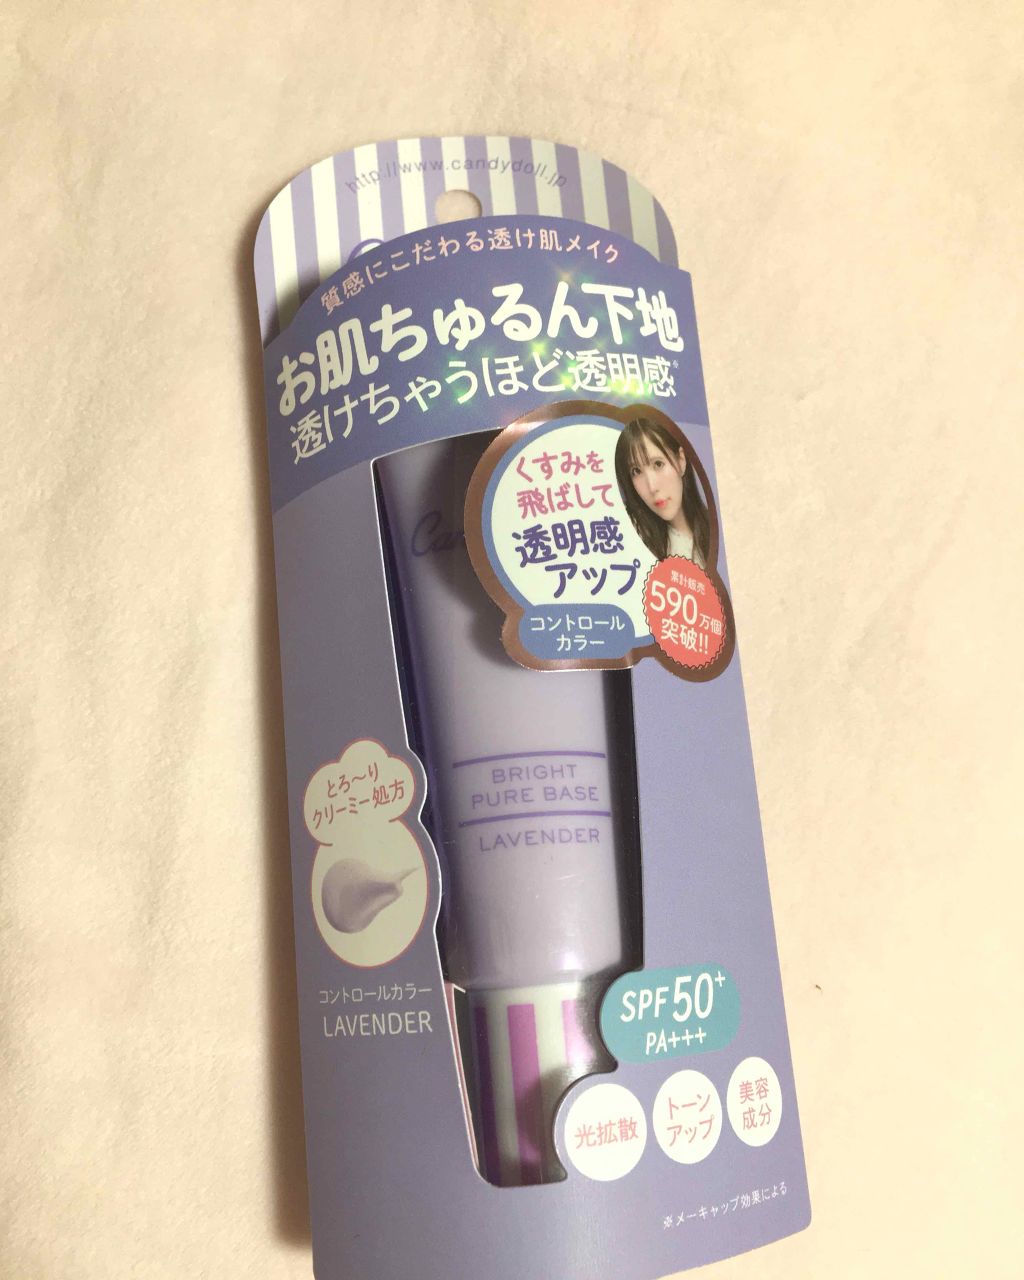 http://www.candydoll.jp
質感にこだわる透け肌メイク
お肌ちゅるん下地
透けちゃうほど透明感※
くすみを
飛ばして
透明感
アップ
コントロール
カラー
累計販売
590万個
突破!!
BRIGHT
PURE BASE
LAVENDER
とろ〜り
クリーミー処方
コントロールカラー
LAVENDER
SPF50+
PA+++
光拡散
トーン
アップ
美容
成分
※メーキャップ効果による